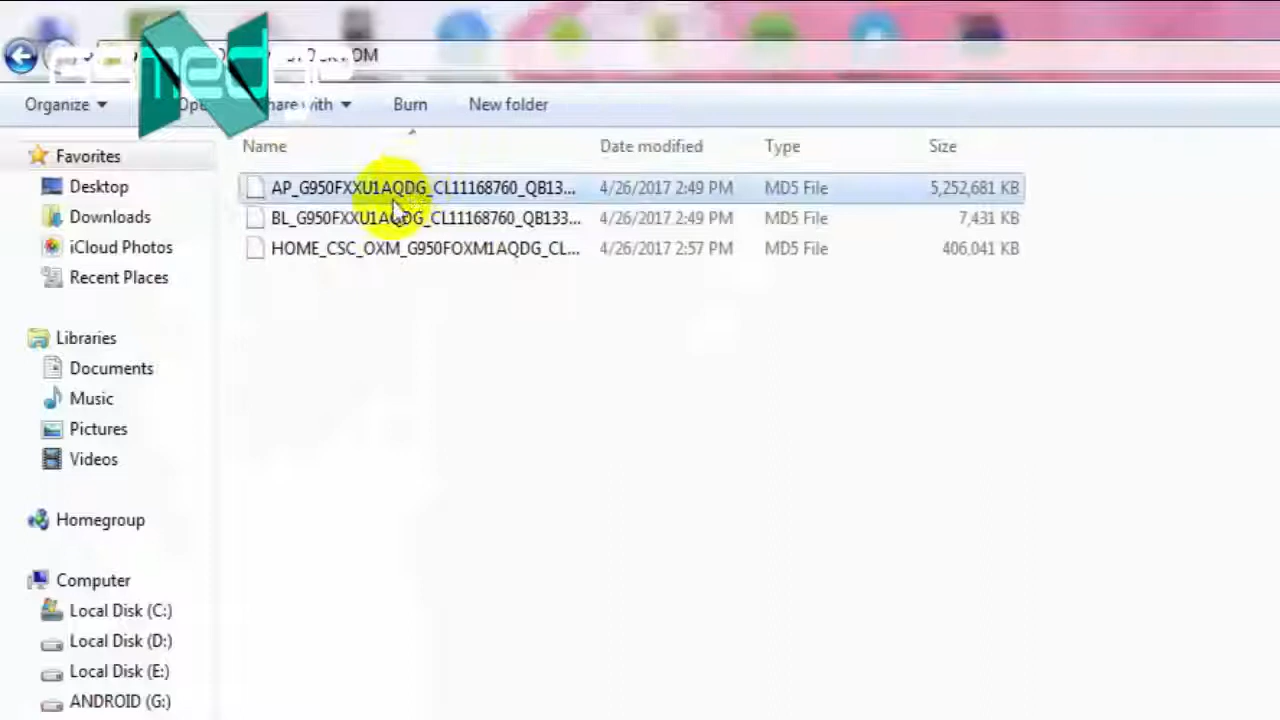 Organize
Share with
Burn
New folder
Name
Date modified
Type
Size
Favorites
Desktop
Downloads
iCloud Photos
Recent Places
Libraries
Documents
Music
Pictures
Videos
Homegroup
Computer
Local Disk (C:)
Local Disk (D:)
Local Disk (E:)
ANDROID (G:)
AP_G950FXXU1AQDG_CL11168760_QB13... 4/26/2017 2:49 PM MD5 File 5,252,681 KB
BL_G950FXXU1AQDG_CL11168760_QB133... 4/26/2017 2:49 PM MD5 File 7,431 KB
HOME_CSC_OXM_G950FOXM1AQDG_CL... 4/26/2017 2:57 PM MD5 File 406,041 KB